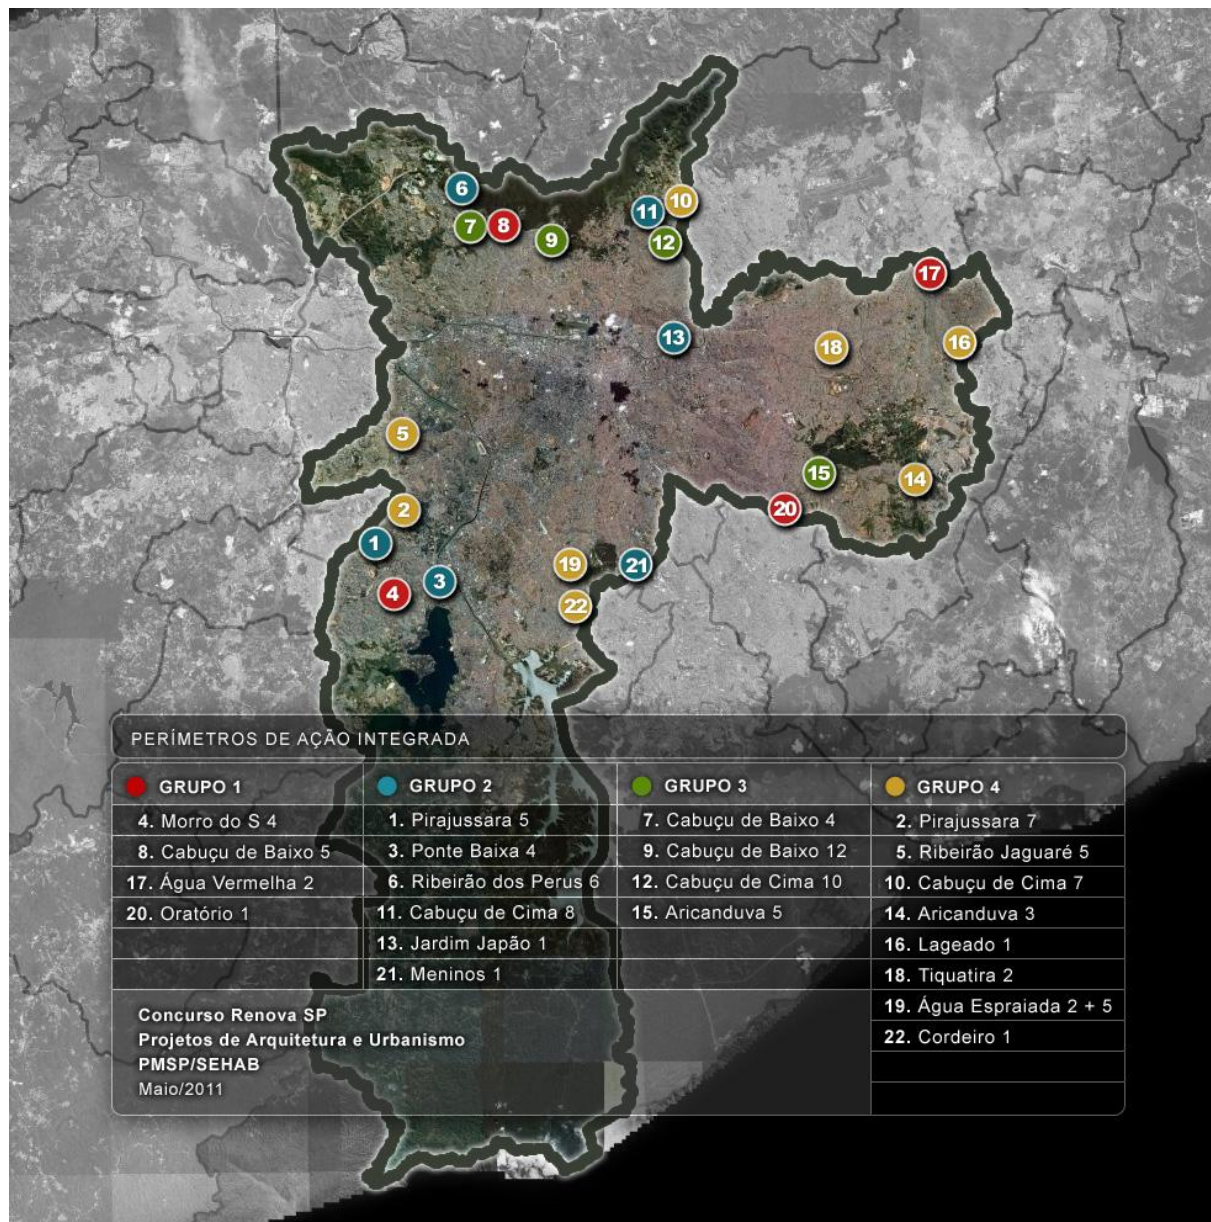 6
10
11
7
8
9
12
17
13
18
16
5
15
14
2
20
1
19
21
3
4
22
PERÍMETROS DE AÇÃO INTEGRADA
GRUPO 1
4. Morro do S 4
8. Cabuçu de Baixo 5
17. Água Vermelha 2
20. Oratório 1
GRUPO 2
1. Pirajussara 5
3. Ponte Baixa 4
6. Ribeirão dos Perus 6
11. Cabuçu de Cima 8
13. Jardim Japão 1
21. Meninos 1
GRUPO 3
7. Cabuçu de Baixo 4
9. Cabuçu de Baixo 12
12. Cabuçu de Cima 10
15. Aricanduva 5
GRUPO 4
2. Pirajussara 7
5. Ribeirão Jaguaré 5
10. Cabuçu de Cima 7
14. Aricanduva 3
16. Lageado 1
18. Tiquatira 2
19. Água Espraiada 2 + 5
22. Cordeiro 1
Concurso Renova SP
Projetos de Arquitetura e Urbanismo
PMSP/SEHAB
Maio/2011